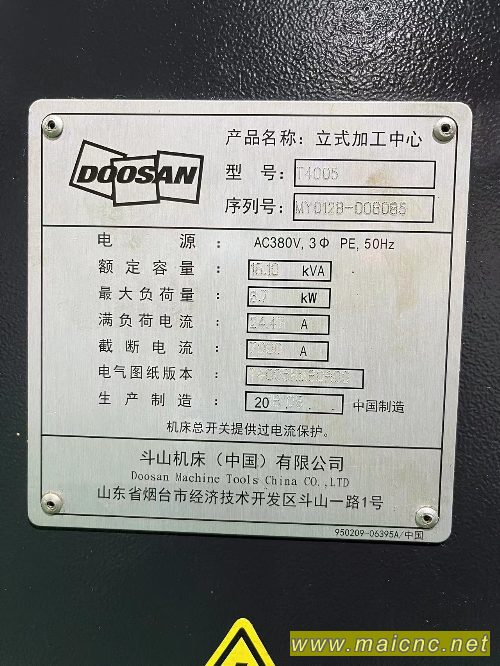 DOOSAN
产品名称: 立式加工中心
型 号: T4005
序列号:
电 源: AC380V, 3Φ PE, 50Hz
额定容量: kVA
最大负荷量: kW
满负荷电流: A
截断电流: A
电气图纸版本:
生产制造: 20 中国制造
机床总开关提供过电流保护。
斗山机床（中国）有限公司
Doosan Machine Tools China CO.,LTD
山东省烟台市经济技术开发区斗山一路1号
950209-06395A/中国
www.maicnc.net